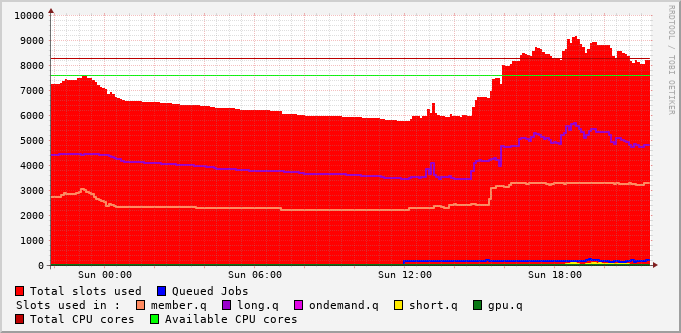 RRDTOOL / TOBI OETIKER
10000
9000
8000
7000
6000
5000
4000
3000
2000
1000
0
Sun 00:00 Sun 06:00 Sun 12:00 Sun 18:00
Total slots used Queued Jobs
Slots used in : member.q long.q ondemand.q short.q gpu.q
Total CPU cores Available CPU cores